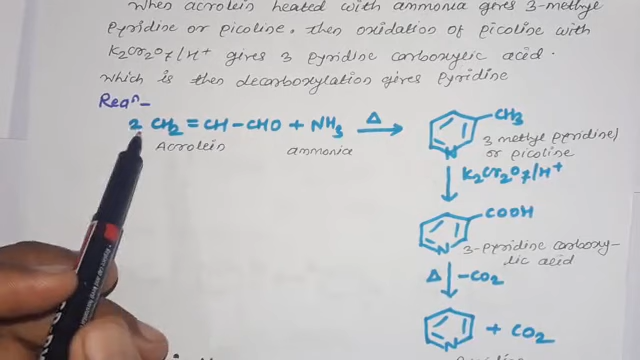 When acrolein heated with ammonia gives 3-methyl
pyridine or picoline. then oxidation of picoline with
K2Cr2O7/H+ gives 3 pyridine carboxylic acid.
which is then decarboxylation gives pyridine
Reaⁿ-
2 CH2 = CH - CHO + NH3 Δ
Acrolein ammonia
CH3
N
3 methyl pyridine/
or picoline
K2Cr2O7/H+
COOH
N
3-pyridine carboxy-
lic acid
Δ -CO2
N + CO2